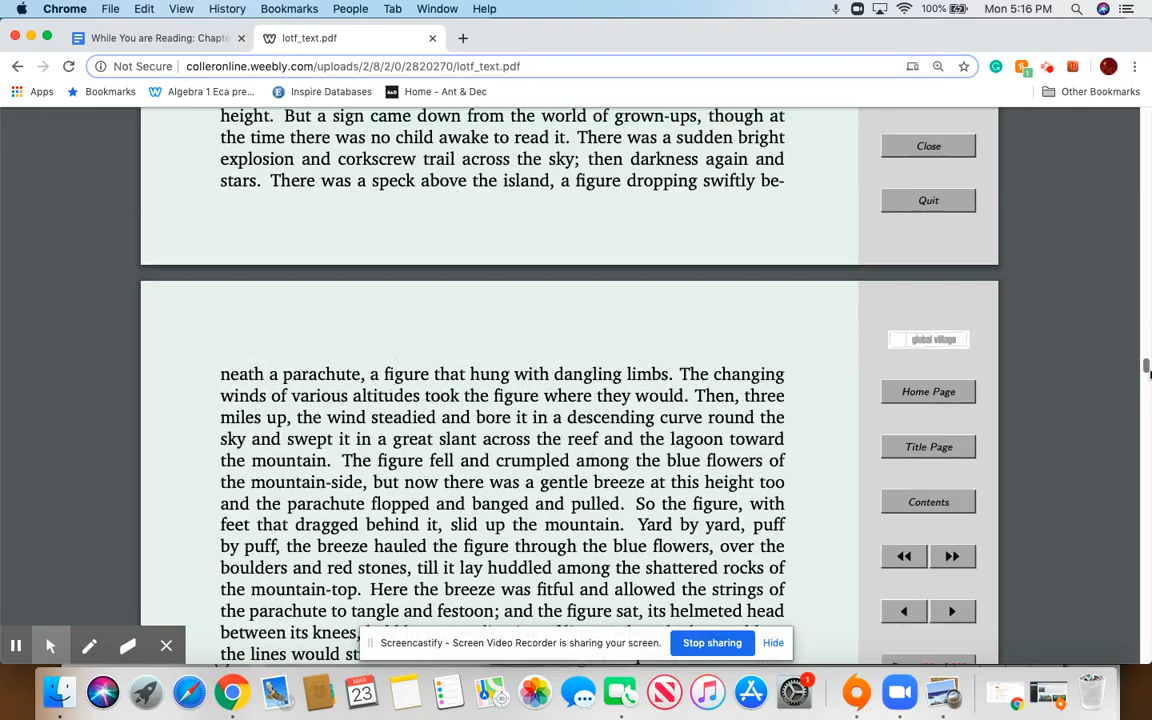 Chrome File Edit View History Bookmarks People Tab Window Help 100% Mon 5:16 PM
While You are Reading: Chapte × lotf_text.pdf × +
Not Secure colleronline.weebly.com/uploads/2/8/2/0/2820270/lotf_text.pdf
Apps Bookmarks Algebra 1 Eca pre... Inspire Databases Home - Ant & Dec Other Bookmarks
height. But a sign came down from the world of grown-ups, though at
the time there was no child awake to read it. There was a sudden bright
explosion and corkscrew trail across the sky; then darkness again and
stars. There was a speck above the island, a figure dropping swiftly be-
Close
Quit
neath a parachute, a figure that hung with dangling limbs. The changing
winds of various altitudes took the figure where they would. Then, three
miles up, the wind steadied and bore it in a descending curve round the
sky and swept it in a great slant across the reef and the lagoon toward
the mountain. The figure fell and crumpled among the blue flowers of
the mountain-side, but now there was a gentle breeze at this height too
and the parachute flopped and banged and pulled. So the figure, with
feet that dragged behind it, slid up the mountain. Yard by yard, puff
by puff, the breeze hauled the figure through the blue flowers, over the
boulders and red stones, till it lay huddled among the shattered rocks of
the mountain-top. Here the breeze was fitful and allowed the strings of
the parachute to tangle and festoon; and the figure sat, its helmeted head
between its knees,
the lines would st
global village
Home Page
Title Page
Contents
Screencastify - Screen Video Recorder is sharing your screen. Stop sharing Hide
MAR
23
1